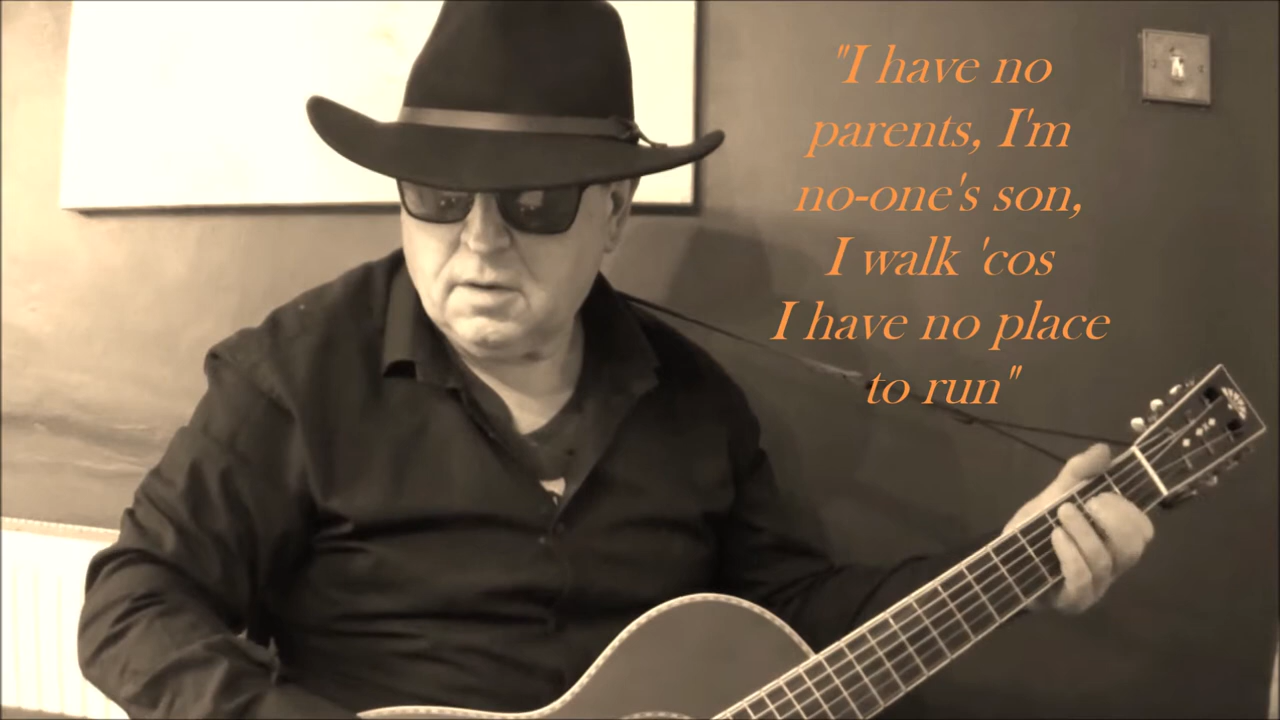 "I have no
parents, I'm
no-one's son,
I walk 'cos
I have no place
to run"